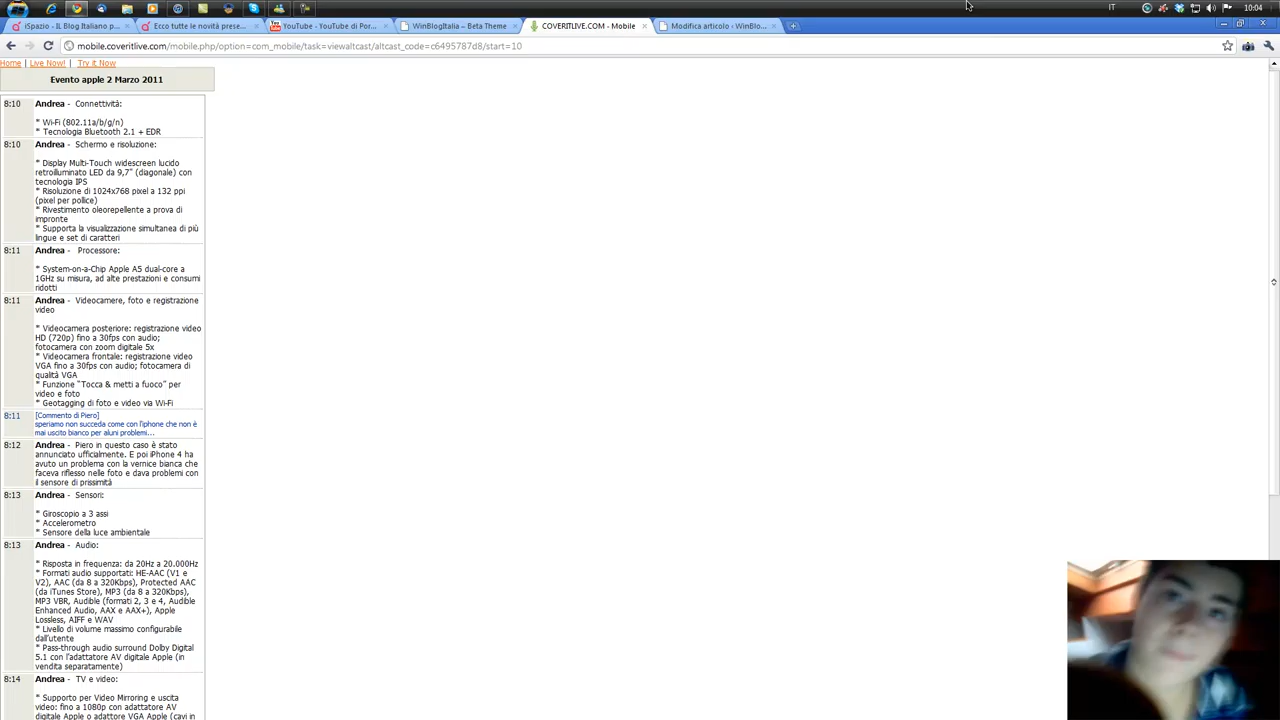 IT
10:04
iSpazio - IL Blog Italiano p...
Ecco tutte le novità prese...
YouTube - YouTube di Por...
WinBlogItalia – Beta Theme
COVERITLIVE.COM - Mobile
Modifica articolo ‹ WinBlo...
mobile.coveritlive.com/mobile.php/option=com_mobile/task=viewaltcast/altcast_code=c6495787d8/start=10
Home | Live Now! | Try it Now
Evento apple 2 Marzo 2011
8:10 Andrea - Connettività:
* Wi-Fi (802.11a/b/g/n)
* Tecnologia Bluetooth 2.1 + EDR
8:10 Andrea - Schermo e risoluzione:
* Display Multi-Touch widescreen lucido
retroilluminato LED da 9,7" (diagonale) con
tecnologia IPS
* Risoluzione di 1024x768 pixel a 132 ppi
(pixel per pollice)
* Rivestimento oleorepellente a prova di
impronte
* Supporta la visualizzazione simultanea di più
lingue e set di caratteri
8:11 Andrea - Processore:
* System-on-a-Chip Apple A5 dual-core a
1GHz su misura, ad alte prestazioni e consumi
ridotti
8:11 Andrea - Videocamere, foto e registrazione
video
* Videocamera posteriore: registrazione video
HD (720p) fino a 30fps con audio;
fotocamera con zoom digitale 5x
* Videocamera frontale: registrazione video
VGA fino a 30fps con audio; fotocamera di
qualità VGA
* Funzione "Tocca & metti a fuoco" per
video e foto
* Geotagging di foto e video via Wi-Fi
8:11 [Commento di Piero]
speriamo non succeda come con l'iphone che non è
mai uscito bianco per aluni problemi...
8:12 Andrea - Piero in questo caso è stato
annunciato ufficialmente. E poi iPhone 4 ha
avuto un problema con la vernice bianca che
faceva riflesso nelle foto e dava problemi con
il sensore di prissimità
8:13 Andrea - Sensori:
* Giroscopio a 3 assi
* Accelerometro
* Sensore della luce ambientale
8:13 Andrea - Audio:
* Risposta in frequenza: da 20Hz a 20.000Hz
* Formati audio supportati: HE-AAC (V1 e
V2), AAC (da 8 a 320Kbps), Protected AAC
(da iTunes Store), MP3 (da 8 a 320Kbps),
MP3 VBR, Audible (formati 2, 3 e 4, Audible
Enhanced Audio, AAX e AAX+), Apple
Lossless, AIFF e WAV
* Livello di volume massimo configurabile
dall'utente
* Pass-through audio surround Dolby Digital
5.1 con l'adattatore AV digitale Apple (in
vendita separatamente)
8:14 Andrea - TV e video:
* Supporto per Video Mirroring e uscita
video: fino a 1080p con adattatore AV
digitale Apple o adattore VGA Apple (cavi in